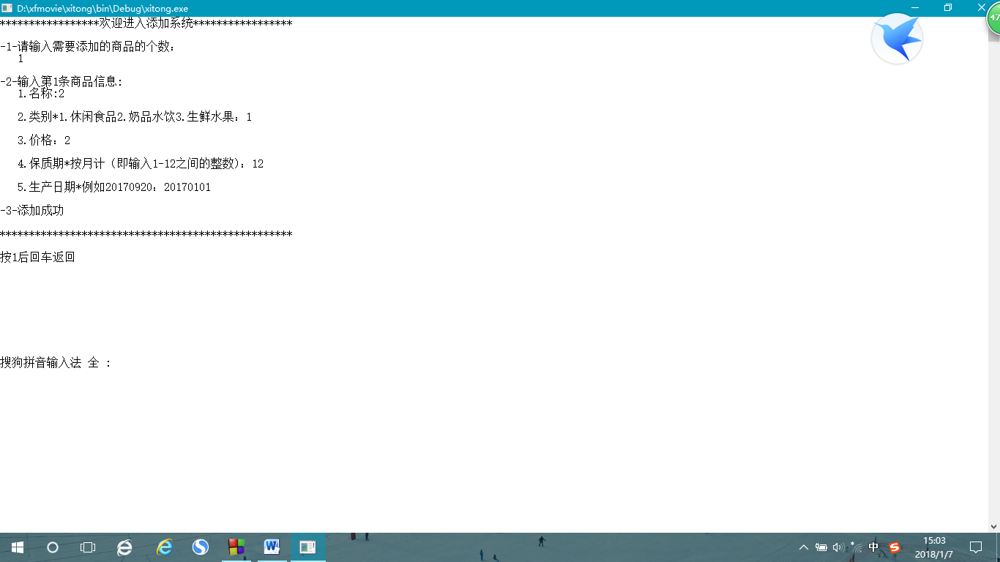 D:\xfmovie\xitong\bin\Debug\xitong.exe
*****************欢迎进入添加系统*****************
47
-1-请输入需要添加的商品的个数:
1
-2-输入第1条商品信息:
1.名称:2
2.类别*1.休闲食品2.奶品水饮3.生鲜水果: 1
3.价格: 2
4.保质期*按月计（即输入1-12之间的整数）: 12
5.生产日期*例如20170920: 20170101
-3-添加成功
**************************************************
按1后回车返回
搜狗拼音输入法 全 :
中
15:03
2018/1/7